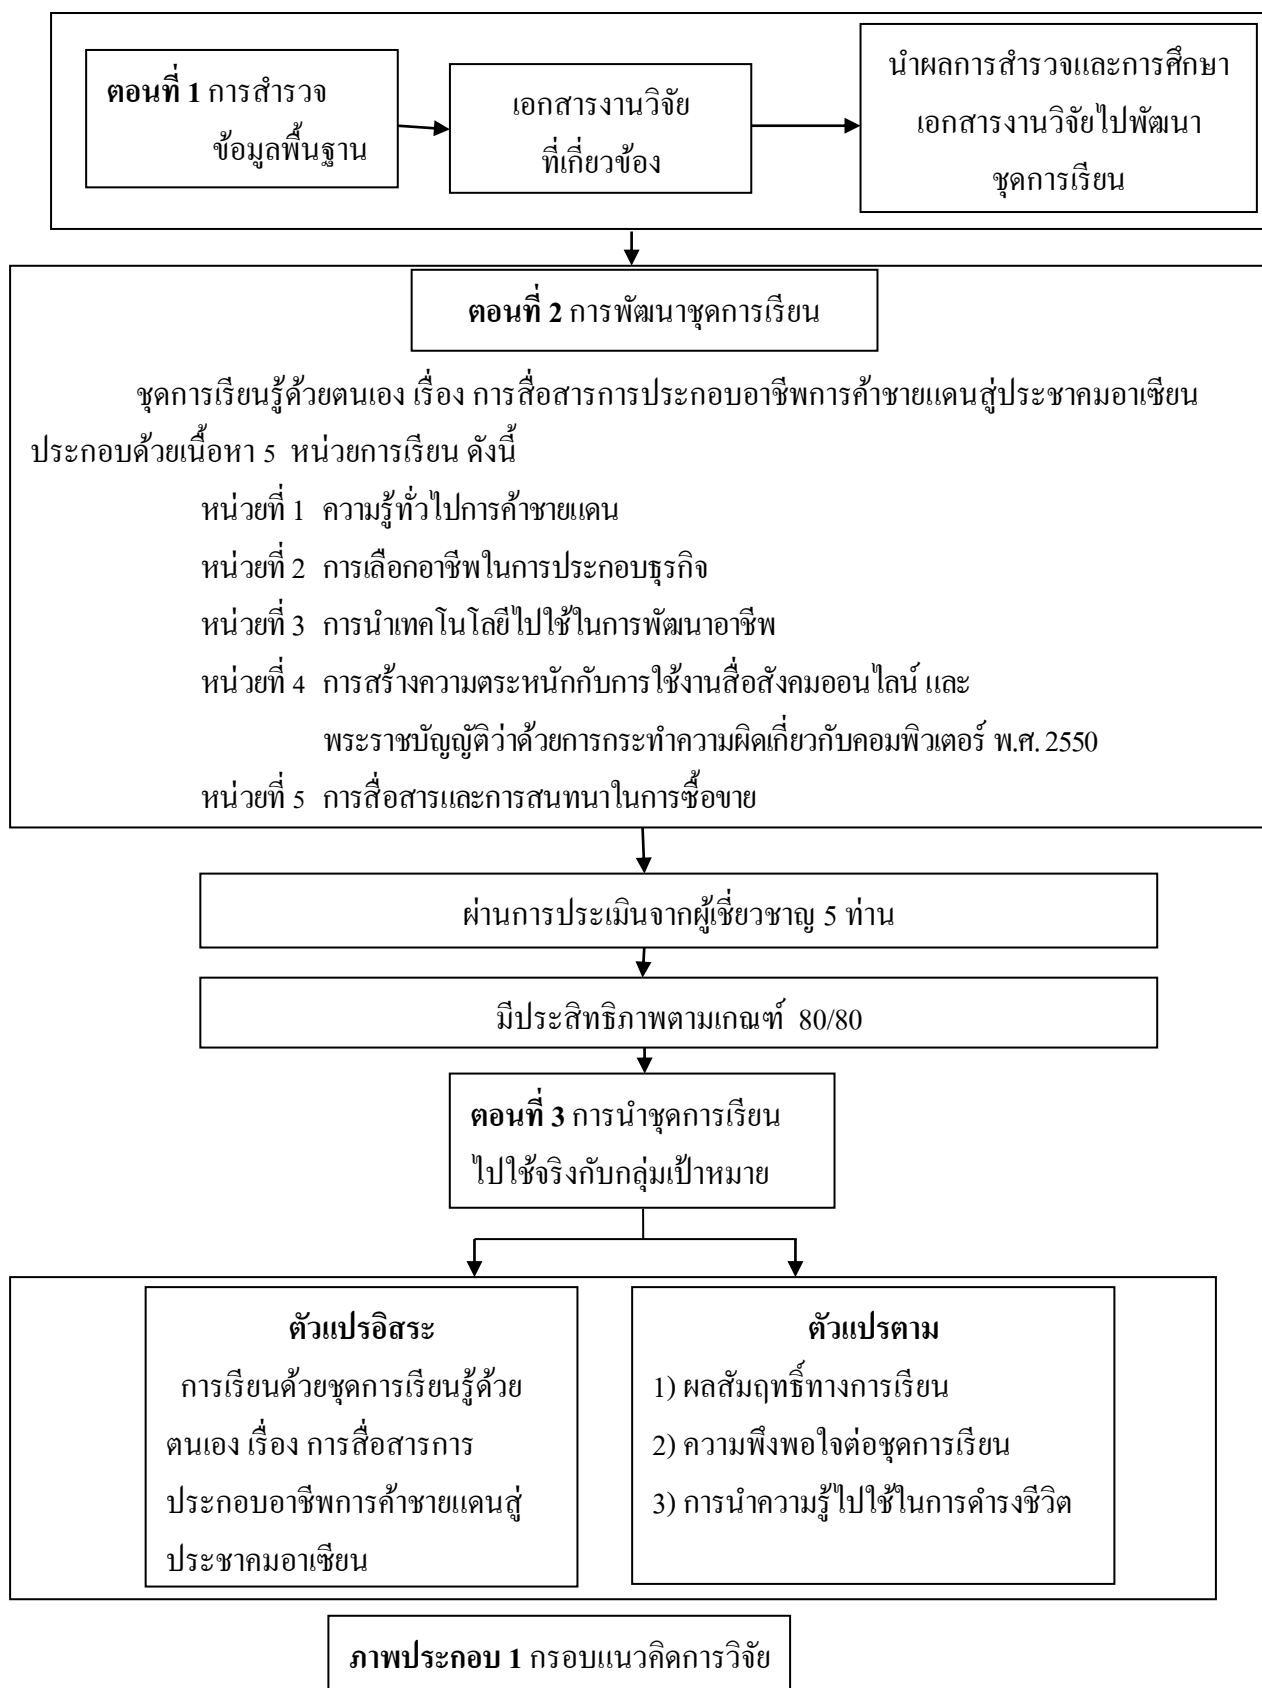 ตอนที่ 1 การสำรวจ
ข้อมูลพื้นฐาน
เอกสารงานวิจัย
ที่เกี่ยวข้อง
นำผลการสำรวจและการศึกษา
เอกสารงานวิจัยไปพัฒนา
ชุดการเรียน
ตอนที่ 2 การพัฒนาชุดการเรียน
ชุดการเรียนรู้ด้วยตนเอง เรื่อง การสื่อสารการประกอบอาชีพการค้าชายแดนสู่ประชาคมอาเซียน
ประกอบด้วยเนื้อหา 5 หน่วยการเรียน ดังนี้
หน่วยที่ 1 ความรู้ทั่วไปการค้าชายแดน
หน่วยที่ 2 การเลือกอาชีพในการประกอบธุรกิจ
หน่วยที่ 3 การนำเทคโนโลยีไปใช้ในการพัฒนาอาชีพ
หน่วยที่ 4 การสร้างความตระหนักกับการใช้งานสื่อสังคมออนไลน์ และ
พระราชบัญญัติว่าด้วยการกระทำความผิดเกี่ยวกับคอมพิวเตอร์ พ.ศ. 2550
หน่วยที่ 5 การสื่อสารและการสนทนาในการซื้อขาย
ผ่านการประเมินจากผู้เชี่ยวชาญ 5 ท่าน
มีประสิทธิภาพตามเกณฑ์ 80/80
ตอนที่ 3 การนำชุดการเรียน
ไปใช้จริงกับกลุ่มเป้าหมาย
ตัวแปรอิสระ
การเรียนด้วยชุดการเรียนรู้ด้วย
ตนเอง เรื่อง การสื่อสารการ
ประกอบอาชีพการค้าชายแดนสู่
ประชาคมอาเซียน
ตัวแปรตาม
1) ผลสัมฤทธิ์ทางการเรียน
2) ความพึงพอใจต่อชุดการเรียน
3) การนำความรู้ไปใช้ในการดำรงชีวิต
ภาพประกอบ 1 กรอบแนวคิดการวิจัย